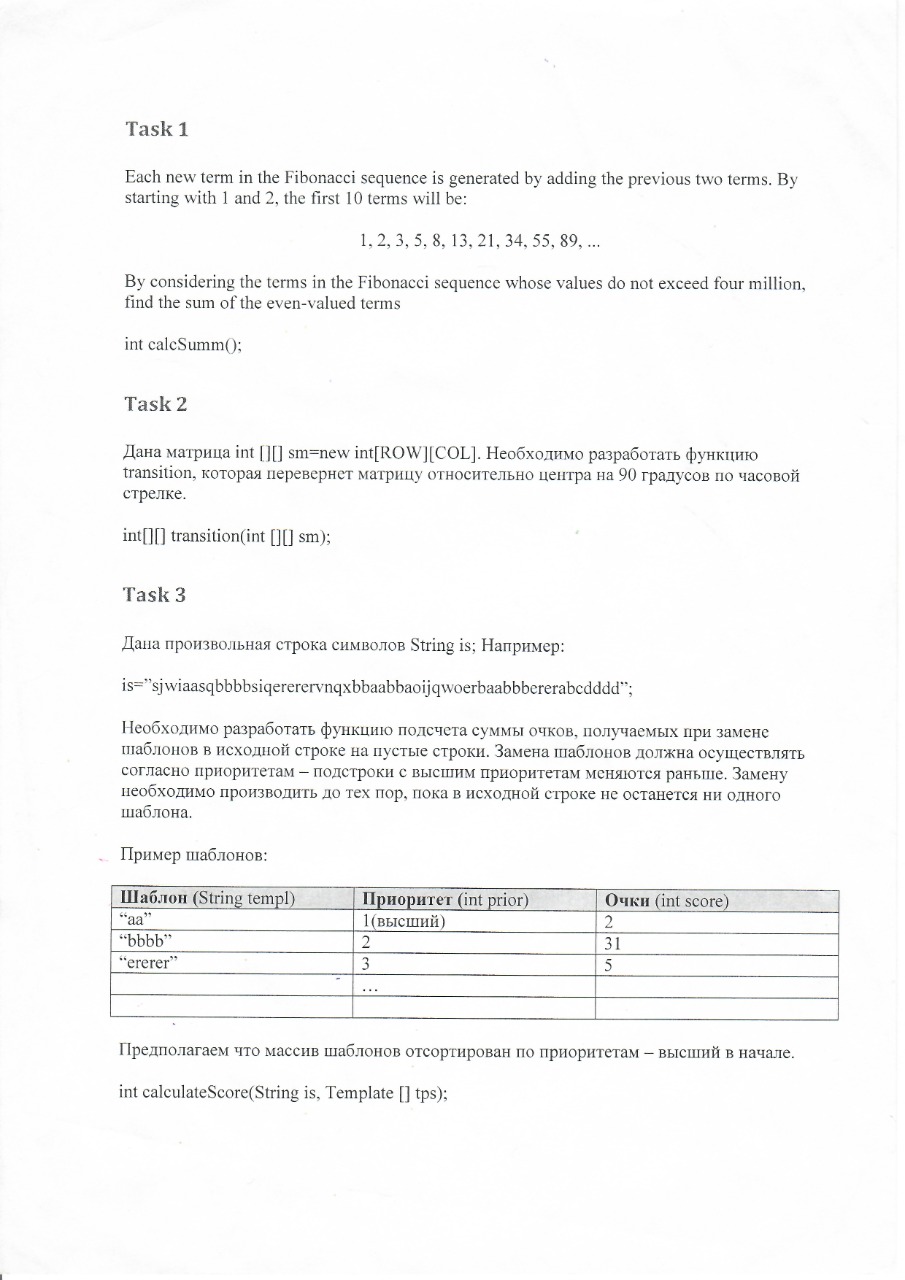 Task 1
Each new term in the Fibonacci sequence is generated by adding the previous two terms. By
starting with 1 and 2, the first 10 terms will be:
1, 2, 3, 5, 8, 13, 21, 34, 55, 89, ...
By considering the terms in the Fibonacci sequence whose values do not exceed four million,
find the sum of the even-valued terms
int calcSumm();
Task 2
Дана матрица int [][] sm=new int[ROW][COL]. Необходимо разработать функцию
transition, которая перевернет матрицу относительно центра на 90 градусов по часовой
стрелке.
int[][] transition(int [][] sm);
Task 3
Дана произвольная строка символов String is; Например:
is=”sjwiaasqbbbbsiqererervnqxbbaabbaoijqwoerbaabbbererabcdddd”;
Необходимо разработать функцию подсчета суммы очков, получаемых при замене
шаблонов в исходной строке на пустые строки. Замена шаблонов должна осуществлять
согласно приоритетам – подстроки с высшим приоритетам меняются раньше. Замену
необходимо производить до тех пор, пока в исходной строке не останется ни одного
шаблона.
Пример шаблонов:
Шаблон (String templ) Приоритет (int prior) Очки (int score)
“aa” 1(высший) 2
“bbbb” 2 31
“ererer” 3 5
...
Предполагаем что массив шаблонов отсортирован по приоритетам – высший в начале.
int calculateScore(String is, Template [] tps);